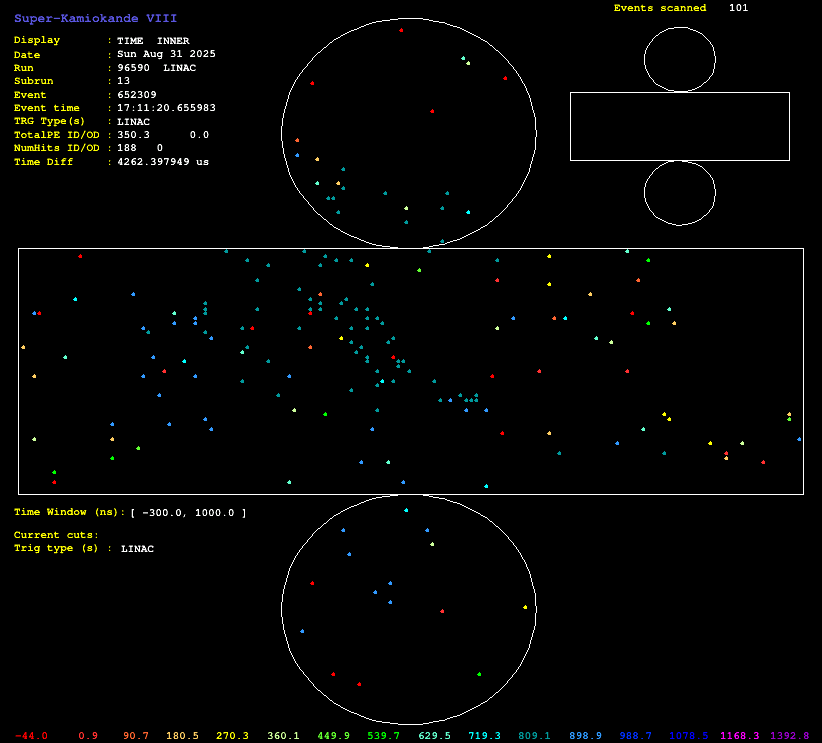 Super-Kamiokande VIII
Events scanned 101
Display : TIME INNER
Date : Sun Aug 31 2025
Run : 96590 LINAC
Subrun : 13
Event : 652309
Event time : 17:11:20.655983
TRG Type(s) : LINAC
TotalPE ID/OD : 350.3 0.0
NumHits ID/OD : 188 0
Time Diff : 4262.397949 us
Time Window (ns): [ -300.0, 1000.0 ]
Current cuts:
Trig type (s) : LINAC
-44.0 0.9 90.7 180.5 270.3 360.1 449.9 539.7 629.5 719.3 809.1 898.9 988.7 1078.5 1168.3 1392.8